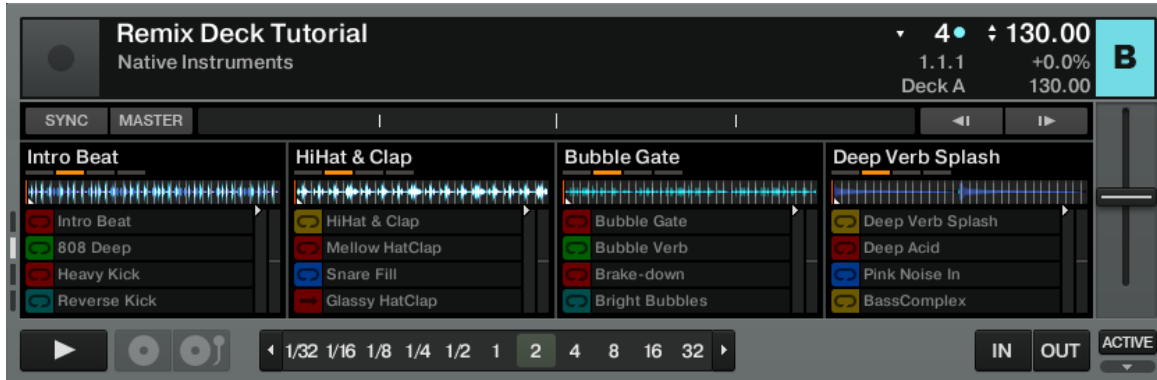 Remix Deck Tutorial
4
130.00
B
Native Instruments
1.1.1
+0.0%
Deck A
130.00
SYNC
MASTER
Intro Beat
HiHat & Clap
Bubble Gate
Deep Verb Splash
Intro Beat
HiHat & Clap
Bubble Gate
Deep Verb Splash
808 Deep
Mellow HatClap
Bubble Verb
Deep Acid
Heavy Kick
Snare Fill
Brake-down
Pink Noise In
Reverse Kick
Glassy HatClap
Bright Bubbles
BassComplex
1/32 1/16 1/8 1/4 1/2 1 2 4 8 16 32
IN
OUT
ACTIVE